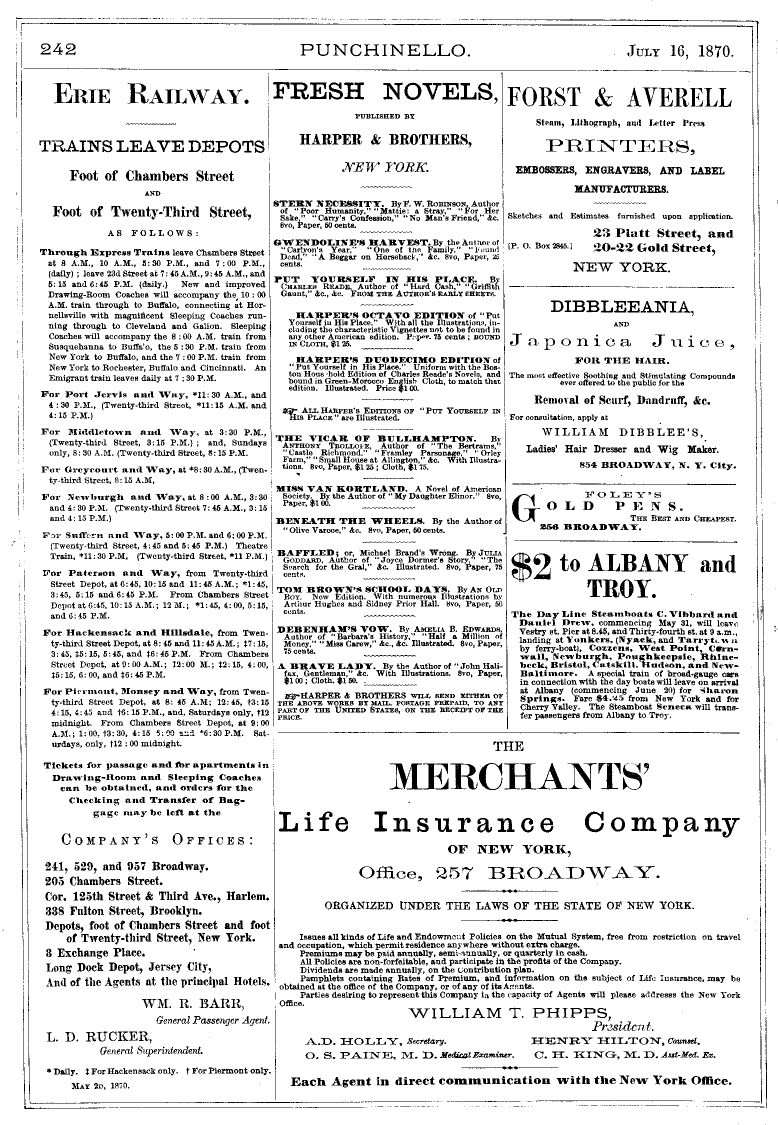 242
PUNCHINELLO.
JULY 16, 1870.
ERIE RAILWAY.
TRAINS LEAVE DEPOTS
Foot of Chambers Street
AND
Foot of Twenty-Third Street,
AS FOLLOWS:
Through Express Trains leave Chambers Street
at 8 A.M., 10 A.M., 5:30 P.M., and 7:00 P.M.,
(daily); leave 23d Street at 7:45 A.M., 9:45 A.M., and
5:15 and 6:45 P.M. (daily.) New and improved
Drawing-Room Coaches will accompany the 10:00
A.M. train through to Buffalo, connecting at Hor-
nellsville with magnificent Sleeping Coaches run-
ning through to Cleveland and Galion. Sleeping
Coaches will accompany the 8:00 A.M. train from
Susquehanna to Buffalo, the 5:30 P.M. train from
New York to Buffalo, and the 7:00 P.M. train from
New York to Rochester, Buffalo and Cincinnati. An
Emigrant train leaves daily at 7:30 P.M.
For Port Jervis and Way, *11:30 A.M., and
4:30 P.M., (Twenty-third Street, *11:15 A.M. and
4:15 P.M.)
For Middletown and Way, at 3:30 P.M.,
(Twenty-third Street, 3:15 P.M.); and, Sundays
only, 8:30 A.M. (Twenty-third Street, 8:15 P.M.
For Greycourt and Way, at *8:30 A.M., (Twen-
ty-third Street, 8:15 A.M,
For Newburgh and Way, at 8:00 A.M., 3:30
and 4:30 P.M. (Twenty-third Street 7:45 A.M., 3:15
and 4:15 P.M.)
For Suffern and Way, 5:00 P.M. and 6:00 P.M.
(Twenty-third Street, 4:45 and 5:45 P.M.) Theatre
Train, *11:30 P.M, (Twenty-third Street, *11 P.M.)
For Paterson and Way, from Twenty-third
Street Depot, at 6:45, 10:15 and 11:45 A.M.; *1:45,
3:45, 5:15 and 6:45 P.M. From Chambers Street
Depot at 6:45, 10:15 A.M.; 12 M.; *1:45, 4:00, 5:15,
and 6:45 P.M.
For Hackensack and Hillsdale, from Twen-
ty-third Street Depot, at 8:45 and 11:45 A.M.; ‡7:15,
3:45, ‡5:15, 5:45, and ‡6:45 P.M. From Chambers
Street Depot, at 9:00 A.M.; 12:00 M.; ‡2:15, 4:00,
‡5:15, 6:00, and ‡6:45 P.M.
For Piermont, Monsey and Way, from Twen-
ty-third Street Depot, at 8:45 A.M; 12:45, †3:15
4:15, 4:45 and †6:15 P.M., and, Saturdays only, †12
midnight. From Chambers Street Depot, at 9:00
A.M.; 1:00, †3:30, 4:15 5:00 and *6:30 P.M. Sat-
urdays, only, †12:00 midnight.
Tickets for passage and for apartments in
Drawing-Room and Sleeping Coaches
can be obtained, and orders for the
Checking and Transfer of Bag-
gage may be left at the
COMPANY'S OFFICES:
241, 529, and 957 Broadway.
205 Chambers Street.
Cor. 125th Street & Third Ave., Harlem.
338 Fulton Street, Brooklyn.
Depots, foot of Chambers Street and foot
of Twenty-third Street, New York.
3 Exchange Place.
Long Dock Depot, Jersey City,
And of the Agents at the principal Hotels.
WM. R. BARR,
General Passenger Agent.
L. D. RUCKER,
General Superintendent.
* Daily. ‡ For Hackensack only. † For Piermont only.
MAY 2D, 1870.
FRESH NOVELS,
PUBLISHED BY
HARPER & BROTHERS,
NEW YORK.
STERN NECESSITY. By F. W. ROBINSON, Author
of "Poor Humanity," "Mattie: a Stray," "For Her
Sake," "Carry's Confession," "No Man's Friend," &c.
8vo, Paper, 50 cents.
GWENDOLINE'S HARVEST. By the Author of
"Carlyon's Year," "One of the Family," "Found
Dead," "A Beggar on Horseback," &c. 8vo, Paper, 25
cents.
PUT YOURSELF IN HIS PLACE. By
CHARLES READE, Author of "Hard Cash," "Griffith
Gaunt," &c., &c. FROM THE AUTHOR'S EARLY SHEETS.
HARPER'S OCTAVO EDITION of "Put
Yourself in His Place." With all the Illustrations, in-
cluding the characteristic Vignettes not to be found in
any other American edition. Paper, 75 cents; BOUND
IN CLOTH, $1 25.
HARPER'S DUODECIMO EDITION of
"Put Yourself in His Place." Uniform with the Bos-
ton Household Edition of Charles Reade's Novels, and
bound in Green-Morocco English Cloth, to match that
edition. Illustrated. Price $1 00.
☞ ALL HARPER'S EDITIONS OF "PUT YOURSELF IN
HIS PLACE" are Illustrated.
THE VICAR OF BULLHAMPTON. By
ANTHONY TROLLOPE, Author of "The Bertrams,"
"Castle Richmond," "Framley Parsonage," "Orley
Farm," "Small House at Allington," &c. With Illustra-
tions. 8vo, Paper, $1 25; Cloth, $1 75.
MISS VAN KORTLAND. A Novel of American
Society. By the Author of "My Daughter Elinor." 8vo,
Paper, $1 00.
BENEATH THE WHEELS. By the Author of
"Olive Varcoe," &c. 8vo, Paper, 50 cents.
BAFFLED; or, Michael Brand's Wrong. By JULIA
GODDARD, Author of "Joyce Dormer's Story," "The
Search for the Gral," &c. Illustrated. 8vo, Paper, 75
cents.
TOM BROWN'S SCHOOL DAYS. By AN OLD
BOY. New Edition. With numerous Illustrations by
Arthur Hughes and Sidney Prior Hall. 8vo, Paper, 50
cents.
DEBENHAM'S VOW. By AMELIA B. EDWARDS,
Author of "Barbara's History," "Half a Million of
Money," "Miss Carew," &c., &c. Illustrated. 8vo, Paper,
75 cents.
A BRAVE LADY. By the Author of "John Hali-
fax, Gentleman," &c. With Illustrations. 8vo, Paper,
$1 00; Cloth, $1 50.
☞ HARPER & BROTHERS WILL SEND EITHER OF
THE ABOVE WORKS BY MAIL, POSTAGE PREPAID, TO ANY
PART OF THE UNITED STATES, ON THE RECEIPT OF THE
PRICE.
FORST & AVERELL
Steam, Lithograph, and Letter Press
PRINTERS,
EMBOSSERS, ENGRAVERS, AND LABEL
MANUFACTURERS.
Sketches and Estimates furnished upon application.
23 Platt Street, and
(P. O. Box 2845.) 20-22 Gold Street,
NEW YORK.
DIBBLEEANIA,
AND
Japonica Juice,
FOR THE HAIR.
The most effective Soothing and Stimulating Compounds
ever offered to the public for the
Removal of Scurf, Dandruff, &c.
For consultation, apply at
WILLIAM DIBBLEE'S,
Ladies' Hair Dresser and Wig Maker.
854 BROADWAY, N. Y. City.
FOLEY'S
GOLD PENS.
THE BEST AND CHEAPEST.
256 BROADWAY.
$2 to ALBANY and
TROY.
The Day Line Steamboats C. Vibbard and
Daniel Drew, commencing May 31, will leave
Vestry st. Pier at 8.45, and Thirty-fourth st. at 9 a.m.,
landing at Yonkers, (Nyack, and Tarrytown
by ferry-boat), Cozzens, West Point, Corn-
wall, Newburgh, Poughkeepsie, Rhine-
beck, Bristol, Catskill, Hudson, and New-
Baltimore. A special train of broad-gauge cars
in connection with the day boats will leave on arrival
at Albany (commencing June 20) for Sharon
Springs. Fare $4.25 from New York and for
Cherry Valley. The Steamboat Seneca will trans-
fer passengers from Albany to Troy.
THE
MERCHANTS'
Life Insurance Company
OF NEW YORK,
Office, 257 BROADWAY.
ORGANIZED UNDER THE LAWS OF THE STATE OF NEW YORK.
Issues all kinds of Life and Endowment Policies on the Mutual System, free from restriction on travel
and occupation, which permit residence anywhere without extra charge.
Premiums may be paid annually, semi-annually, or quarterly in cash.
All Policies are non-forfeitable, and participate in the profits of the Company.
Dividends are made annually, on the Contribution plan.
Pamphlets containing Rates of Premium, and information on the subject of Life Insurance, may be
obtained at the office of the Company, or of any of its Agents.
Parties desiring to represent this Company in the capacity of Agents will please addresss the New York
Office.
WILLIAM T. PHIPPS,
President.
A. D. HOLLY, Secretary. HENRY HILTON, Counsel,
O. S. PAINE, M. D. Medical Examiner. C. H. KING, M. D. Asst-Med. Ex.
Each Agent in direct communication with the New York Office.